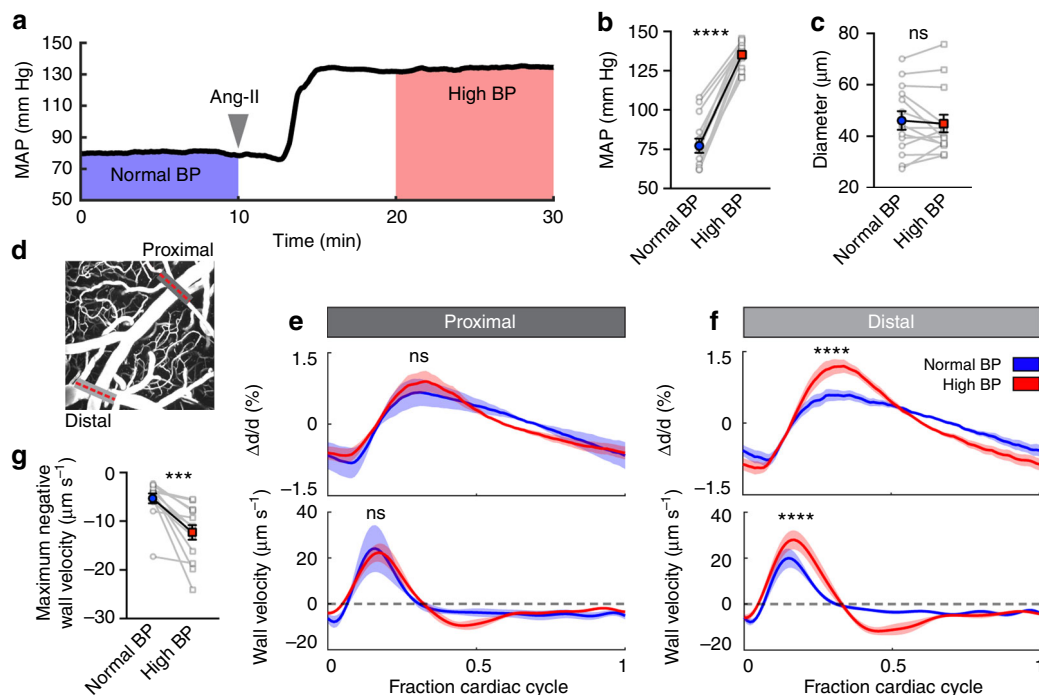 a
MAP (mm Hg)
150
130
110
90
70
50
Ang-II
Normal BP
High BP
0
10
20
30
Time (min)
b
****
MAP (mm Hg)
150
125
100
75
50
Normal BP
High BP
c
ns
Diameter (μm)
80
60
40
20
Normal BP
High BP
d
Proximal
Distal
e
Proximal
ns
Δd/d (%)
1.5
0
−1.5
ns
Wall velocity (μm s⁻¹)
40
20
0
−20
0
0.5
1
Fraction cardiac cycle
f
Distal
****
Normal BP
High BP
Δd/d (%)
1.5
0
−1.5
****
Wall velocity (μm s⁻¹)
40
20
0
−20
0
0.5
1
Fraction cardiac cycle
g
***
Maximum negative
wall velocity (μm s⁻¹)
0
−10
−20
−30
Normal BP
High BP